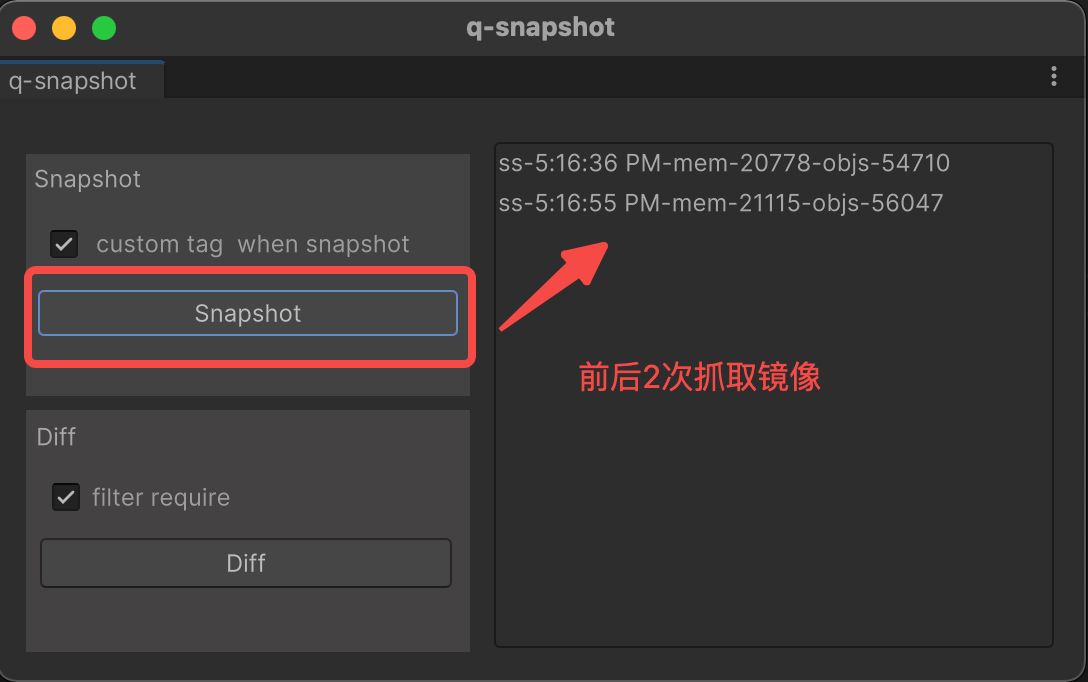 q-snapshot
q-snapshot
Snapshot
custom tag  when snapshot
Snapshot
Diff
filter require
Diff
ss-5:16:36 PM-mem-20778-objs-54710
ss-5:16:55 PM-mem-21115-objs-56047
前后2次抓取镜像